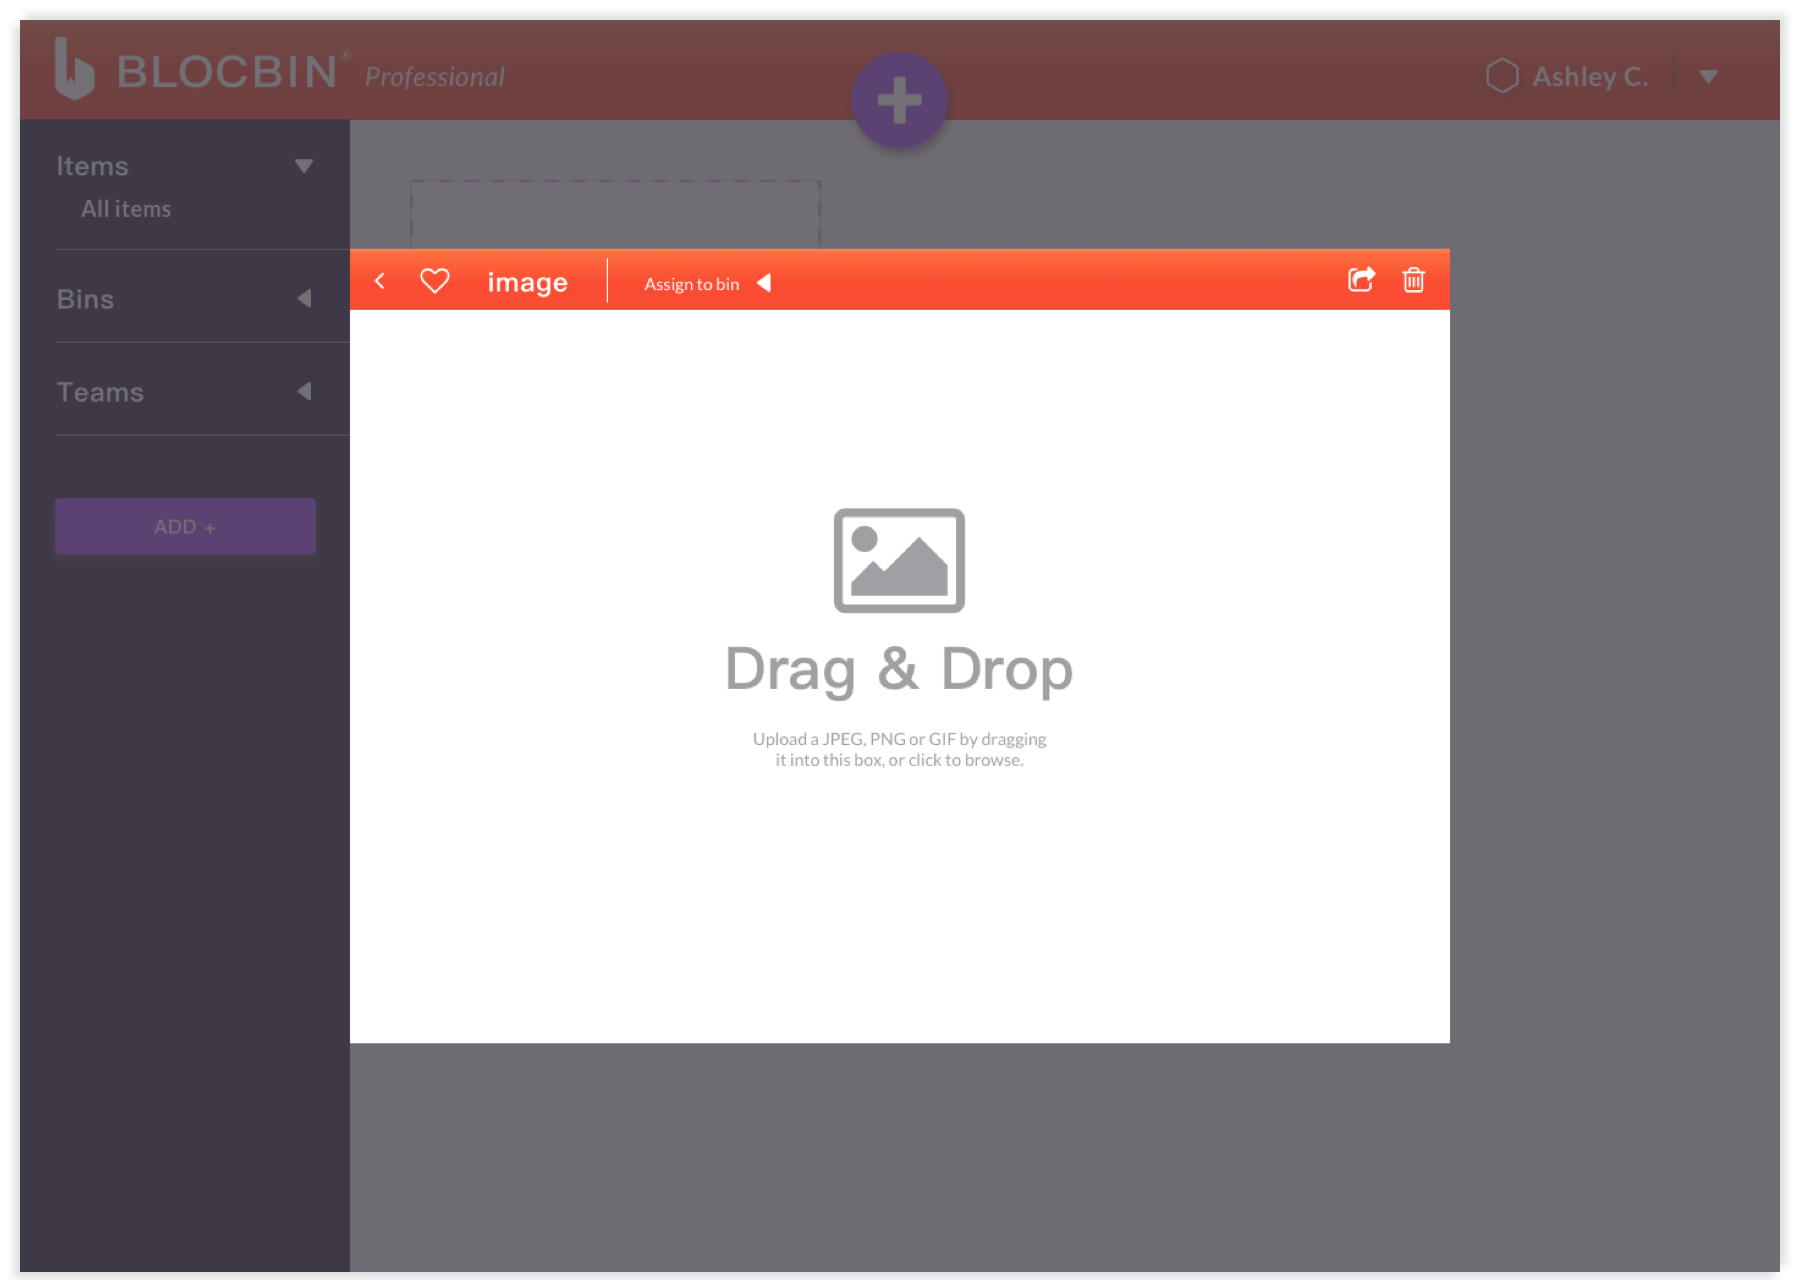 BLOCBIN® Professional
Ashley C.
Items
All items
Bins
Teams
ADD +
image
Assign to bin
Drag & Drop
Upload a JPEG, PNG or GIF by dragging
it into this box, or click to browse.